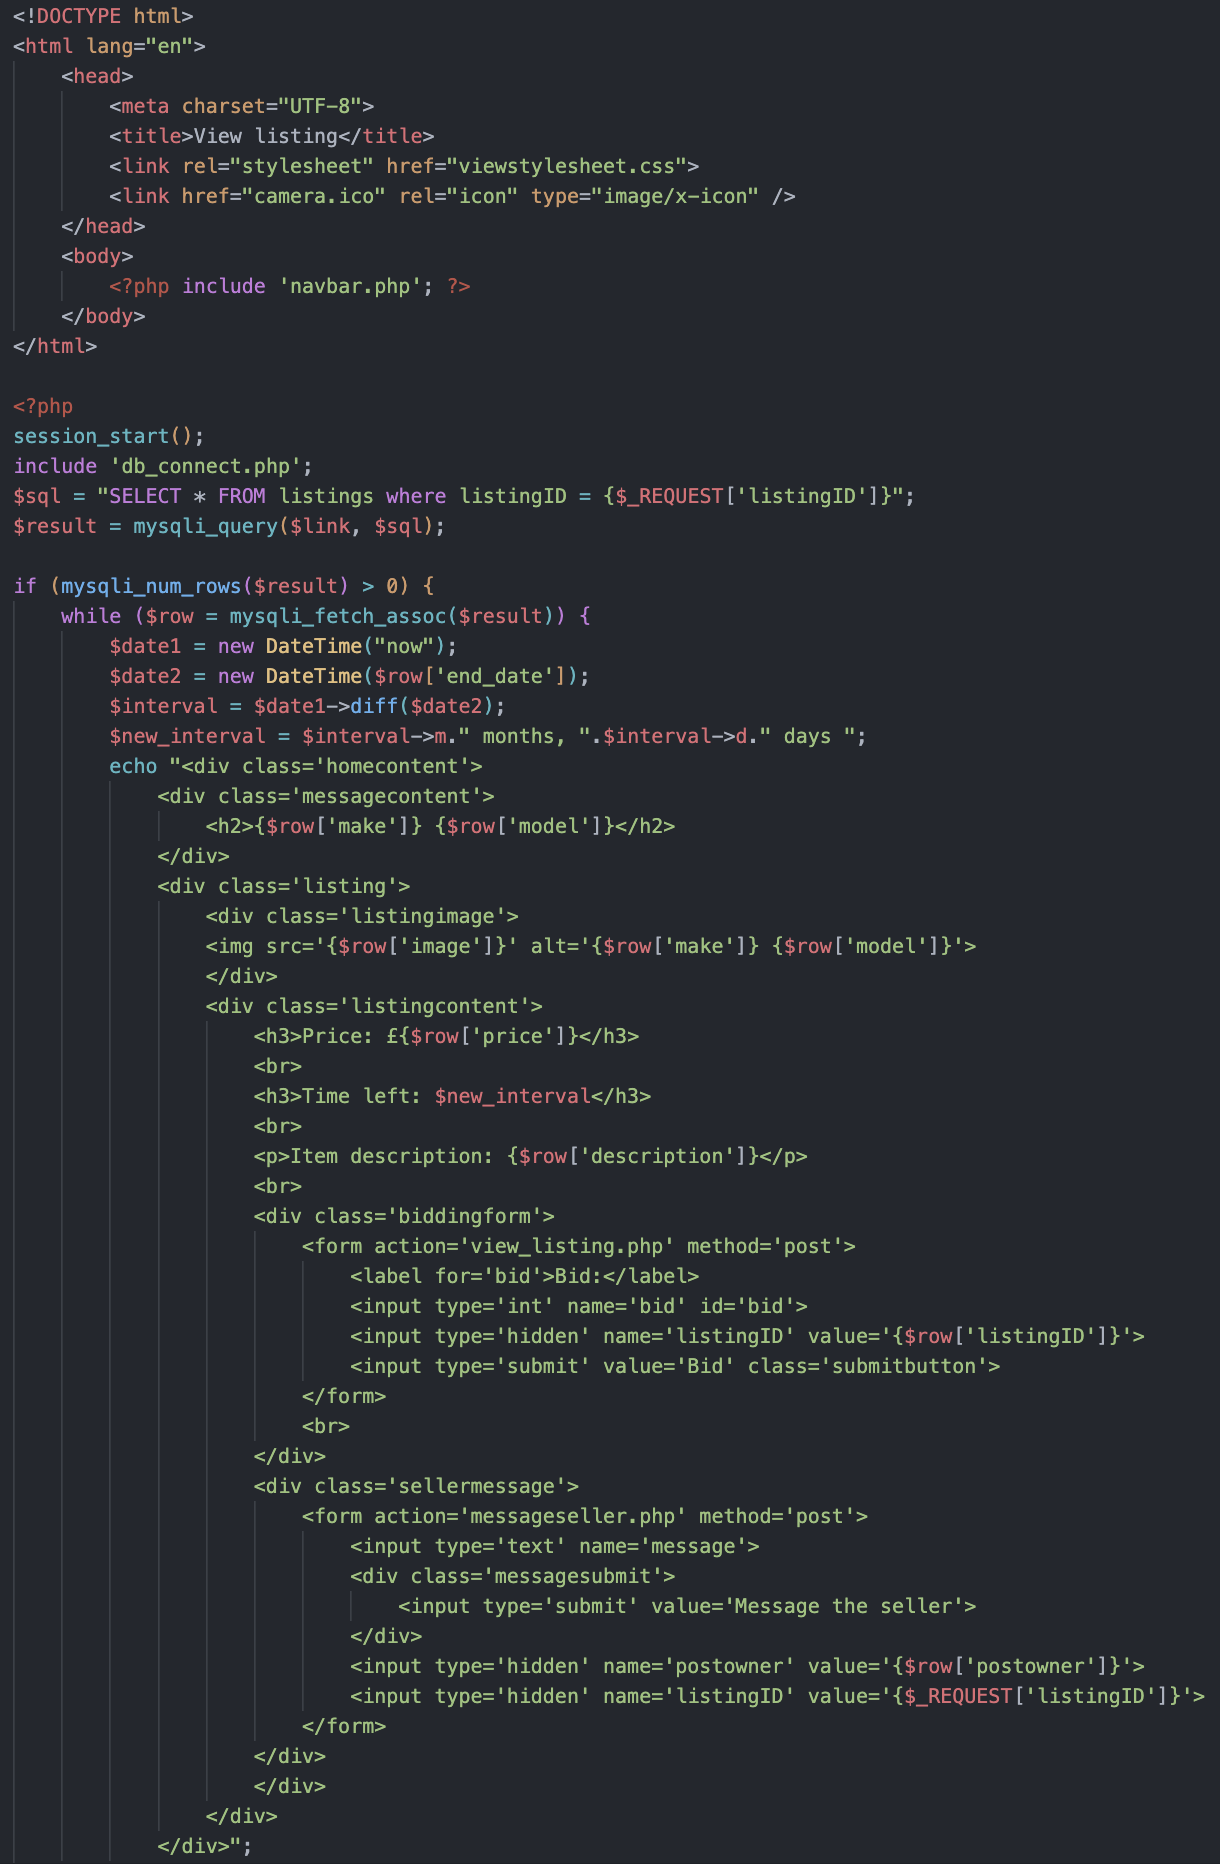 <!DOCTYPE html>
<html lang="en">
    <head>
        <meta charset="UTF-8">
        <title>View listing</title>
        <link rel="stylesheet" href="viewstylesheet.css">
        <link href="camera.ico" rel="icon" type="image/x-icon" />
    </head>
    <body>
        <?php include 'navbar.php'; ?>
    </body>
</html>

<?php
session_start();
include 'db_connect.php';
$sql = "SELECT * FROM listings where listingID = {$_REQUEST['listingID']}";
$result = mysqli_query($link, $sql);

if (mysqli_num_rows($result) > 0) {
    while ($row = mysqli_fetch_assoc($result)) {
        $date1 = new DateTime("now");
        $date2 = new DateTime($row['end_date']);
        $interval = $date1->diff($date2);
        $new_interval = $interval->m." months, ".$interval->d." days ";
        echo "<div class='homecontent'>
            <div class='messagecontent'>
                <h2>{$row['make']} {$row['model']}</h2>
            </div>
            <div class='listing'>
                <div class='listingimage'>
                <img src='{$row['image']}' alt='{$row['make']} {$row['model']}'>
                </div>
                <div class='listingcontent'>
                    <h3>Price: £{$row['price']}</h3>
                    <br>
                    <h3>Time left: $new_interval</h3>
                    <br>
                    <p>Item description: {$row['description']}</p>
                    <br>
                    <div class='biddingform'>
                        <form action='view_listing.php' method='post'>
                            <label for='bid'>Bid:</label>
                            <input type='int' name='bid' id='bid'>
                            <input type='hidden' name='listingID' value='{$row['listingID']}'>
                            <input type='submit' value='Bid' class='submitbutton'>
                        </form>
                        <br>
                    </div>
                    <div class='sellermessage'>
                        <form action='messageseller.php' method='post'>
                            <input type='text' name='message'>
                            <div class='messagesubmit'>
                                <input type='submit' value='Message the seller'>
                            </div>
                            <input type='hidden' name='postowner' value='{$row['postowner']}'>
                            <input type='hidden' name='listingID' value='{$_REQUEST['listingID']}'>
                        </form>
                    </div>
                    </div>
                </div>
            </div>";